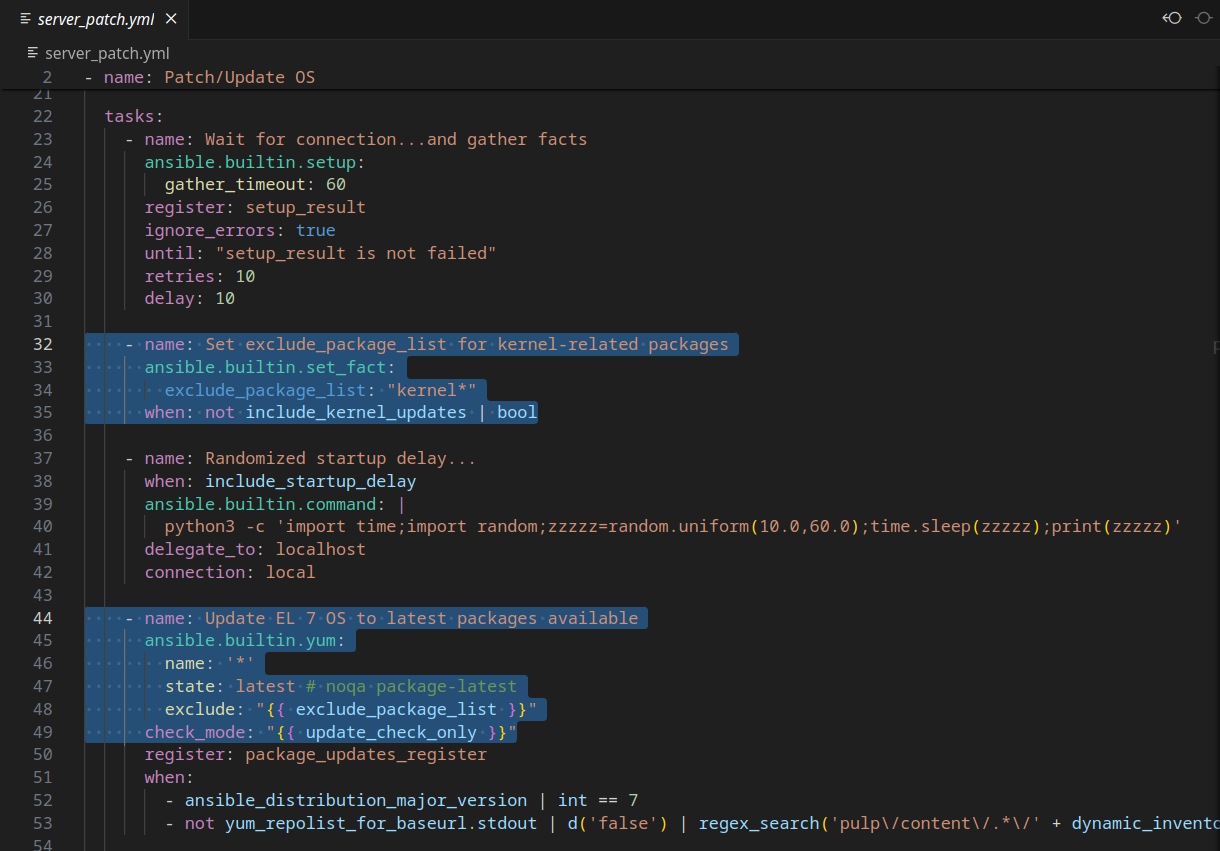 server_patch.yml
server_patch.yml
2 - name: Patch/Update OS
21
22 tasks:
23 - name: Wait for connection...and gather facts
24 ansible.builtin.setup:
25 gather_timeout: 60
26 register: setup_result
27 ignore_errors: true
28 until: "setup_result is not failed"
29 retries: 10
30 delay: 10
31
32 - name: Set exclude_package_list for kernel-related packages
33 ansible.builtin.set_fact:
34 exclude_package_list: "kernel*"
35 when: not include_kernel_updates | bool
36
37 - name: Randomized startup delay...
38 when: include_startup_delay
39 ansible.builtin.command: |
40 python3 -c 'import time;import random;zzzzz=random.uniform(10.0,60.0);time.sleep(zzzzz);print(zzzzz)'
41 delegate_to: localhost
42 connection: local
43
44 - name: Update EL 7 OS to latest packages available
45 ansible.builtin.yum:
46 name: '*'
47 state: latest # noqa package-latest
48 exclude: "{{ exclude_package_list }}"
49 check_mode: "{{ update_check_only }}"
50 register: package_updates_register
51 when:
52 - ansible_distribution_major_version | int == 7
53 - not yum_repolist_for_baseurl.stdout | d('false') | regex_search('pulp\/content\/.*\/' + dynamic_invento
54